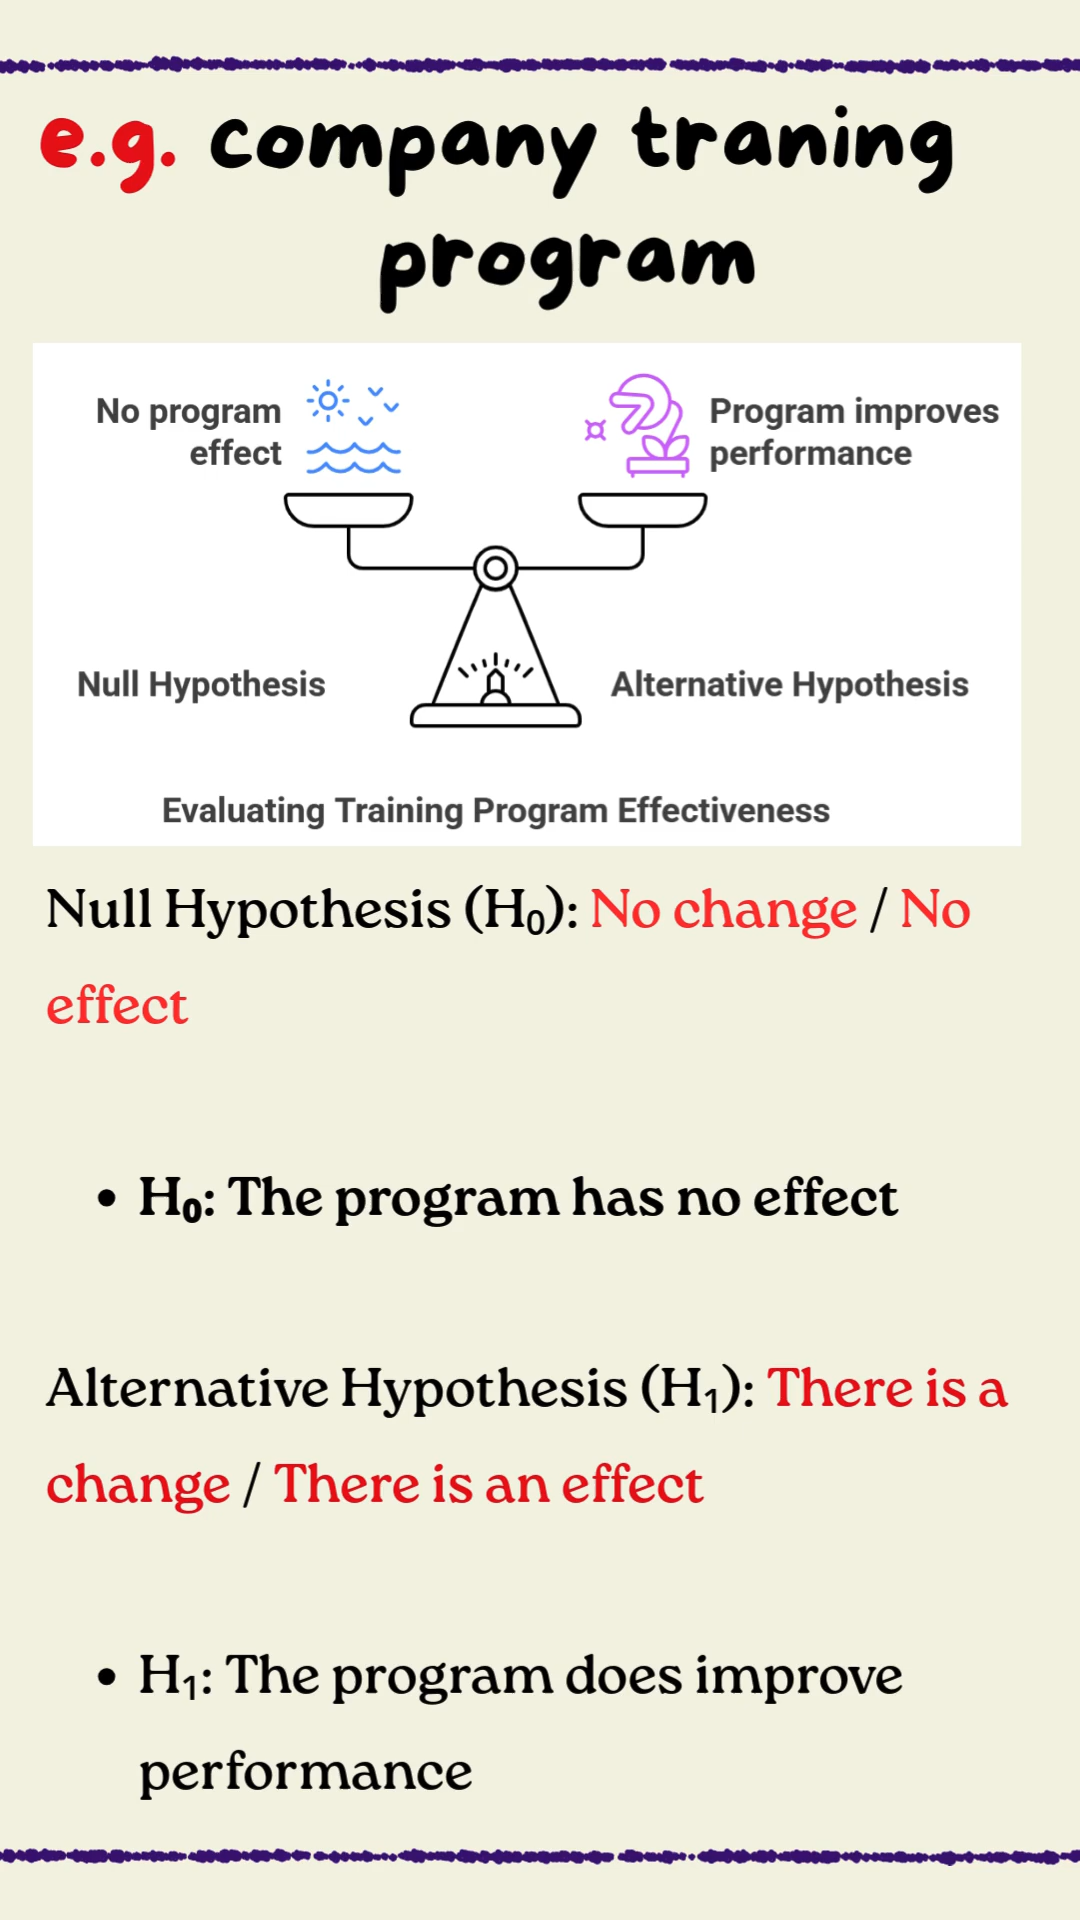 e.g. company traning
program
No program
effect
Program improves
performance
Null Hypothesis
Alternative Hypothesis
Evaluating Training Program Effectiveness
Null Hypothesis (H₀): No change / No
effect
• H₀: The program has no effect
Alternative Hypothesis (H₁): There is a
change / There is an effect
• H₁: The program does improve
performance